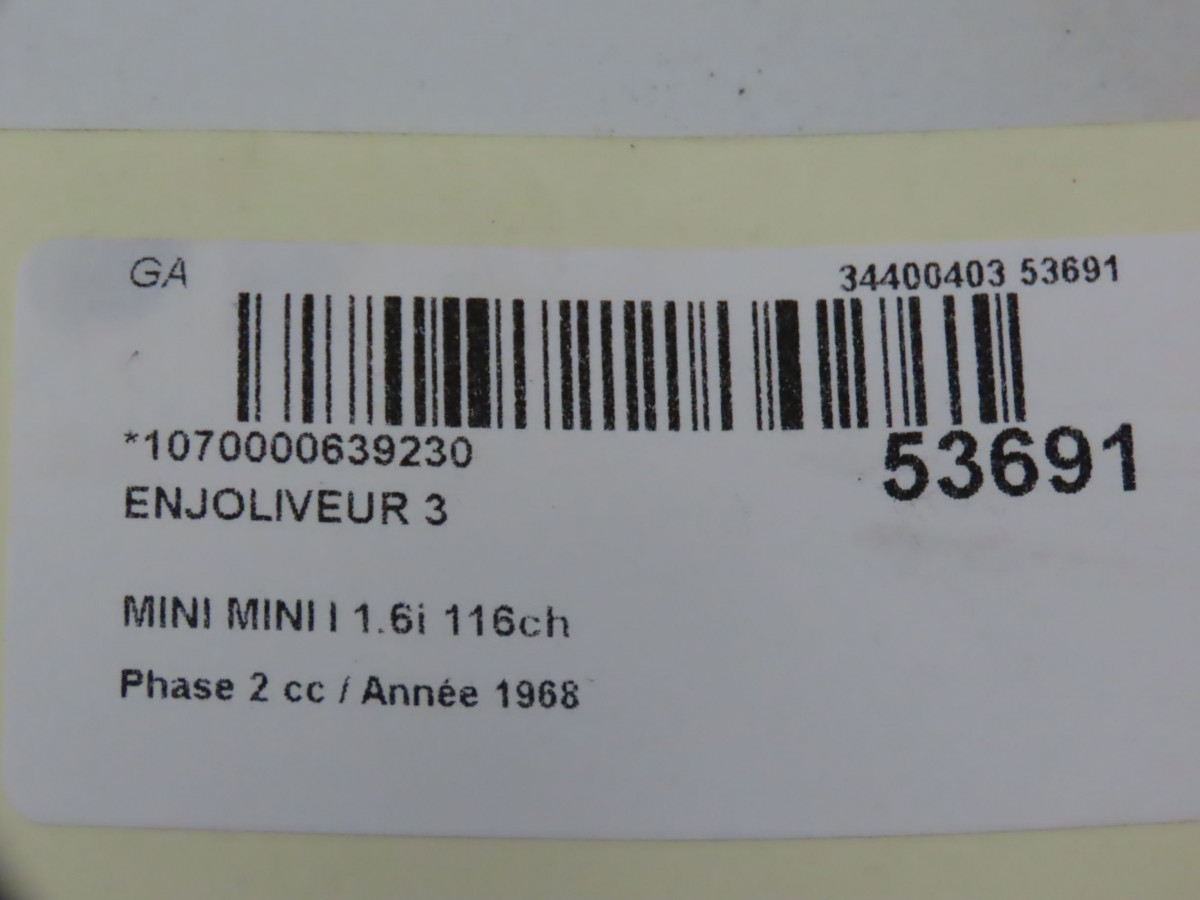 GA
34400403 53691
*1070000639230
53691
ENJOLIVEUR 3
MINI MINI I 1.6i 116ch
Phase 2 cc / Année 1968